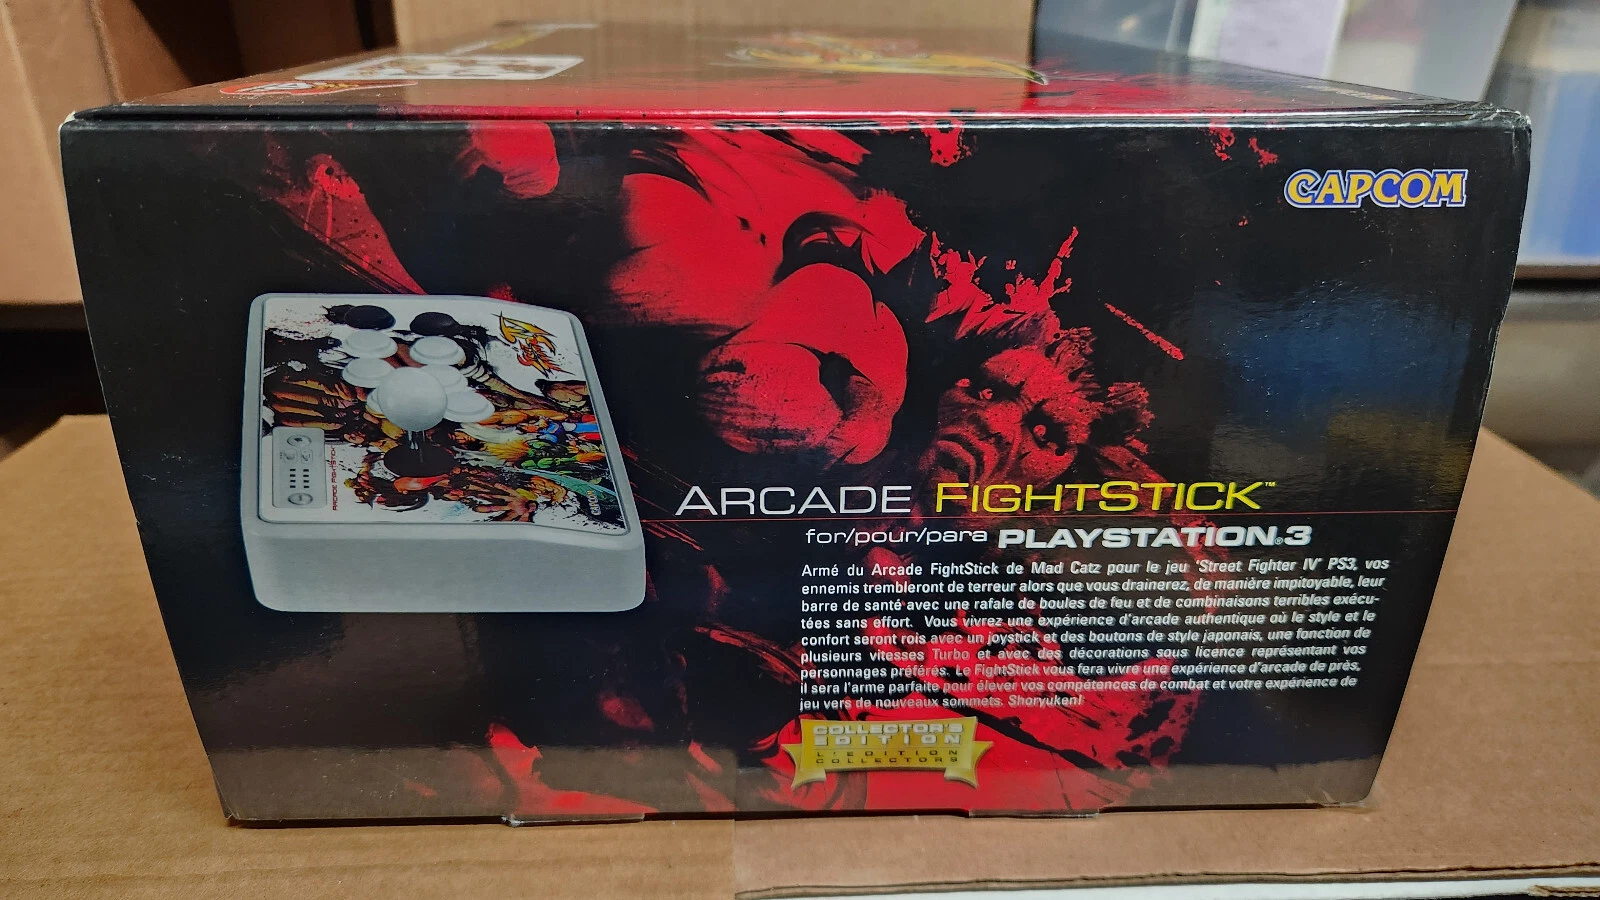 CAPCOM
ARCADE FIGHTSTICK™
for/pour/para PLAYSTATION®3
Armé du Arcade FightStick de Mad Catz pour le jeu 'Street Fighter IV' PS3, vos
ennemis trembleront de terreur alors que vous drainerez, de manière impitoyable, leur
barre de santé avec une rafale de boules de feu et de combinaisons terribles exécu-
tées sans effort. Vous vivrez une expérience d'arcade authentique où le style et le
confort seront rois avec un joystick et des boutons de style japonais, une fonction de
plusieurs vitesses Turbo et avec des décorations sous licence représentant vos
personnages préférés. Le FightStick vous fera vivre une expérience d'arcade de près,
il sera l'arme parfaite pour élever vos compétences de combat et votre expérience de
jeu vers de nouveaux sommets. Shoryuken!
COLLECTOR'S
EDITION
L'EDITION
COLLECTORS
ARCADE FIGHTSTICK
CAPCOM